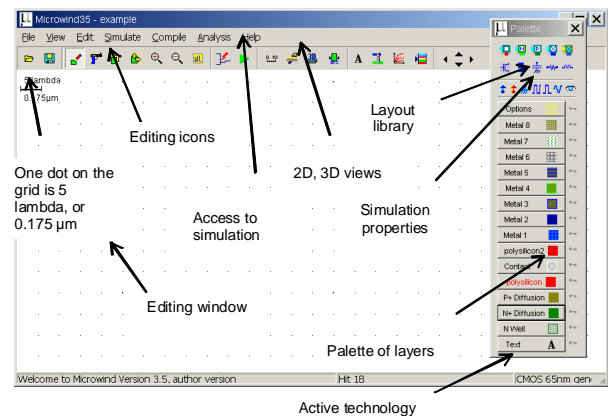 Microwind35 - example
File View Edit Simulate Compile Analysis Help
5 lambda
0.175µm
Palette
Options
Metal 8
Metal 7
Metal 6
Metal 5
Metal 4
Metal 3
Metal 2
Metal 1
polysilicon2
Contact
polysilicon
P+ Diffusion
N+ Diffusion
N Well
Text A
Editing icons
Layout
library
One dot on the
grid is 5
lambda, or
0.175 µm
2D, 3D views
Access to
simulation
Simulation
properties
Editing window
Palette of layers
Welcome to Microwind Version 3.5, author version
Hit 18
CMOS 65nm gen
Active technology